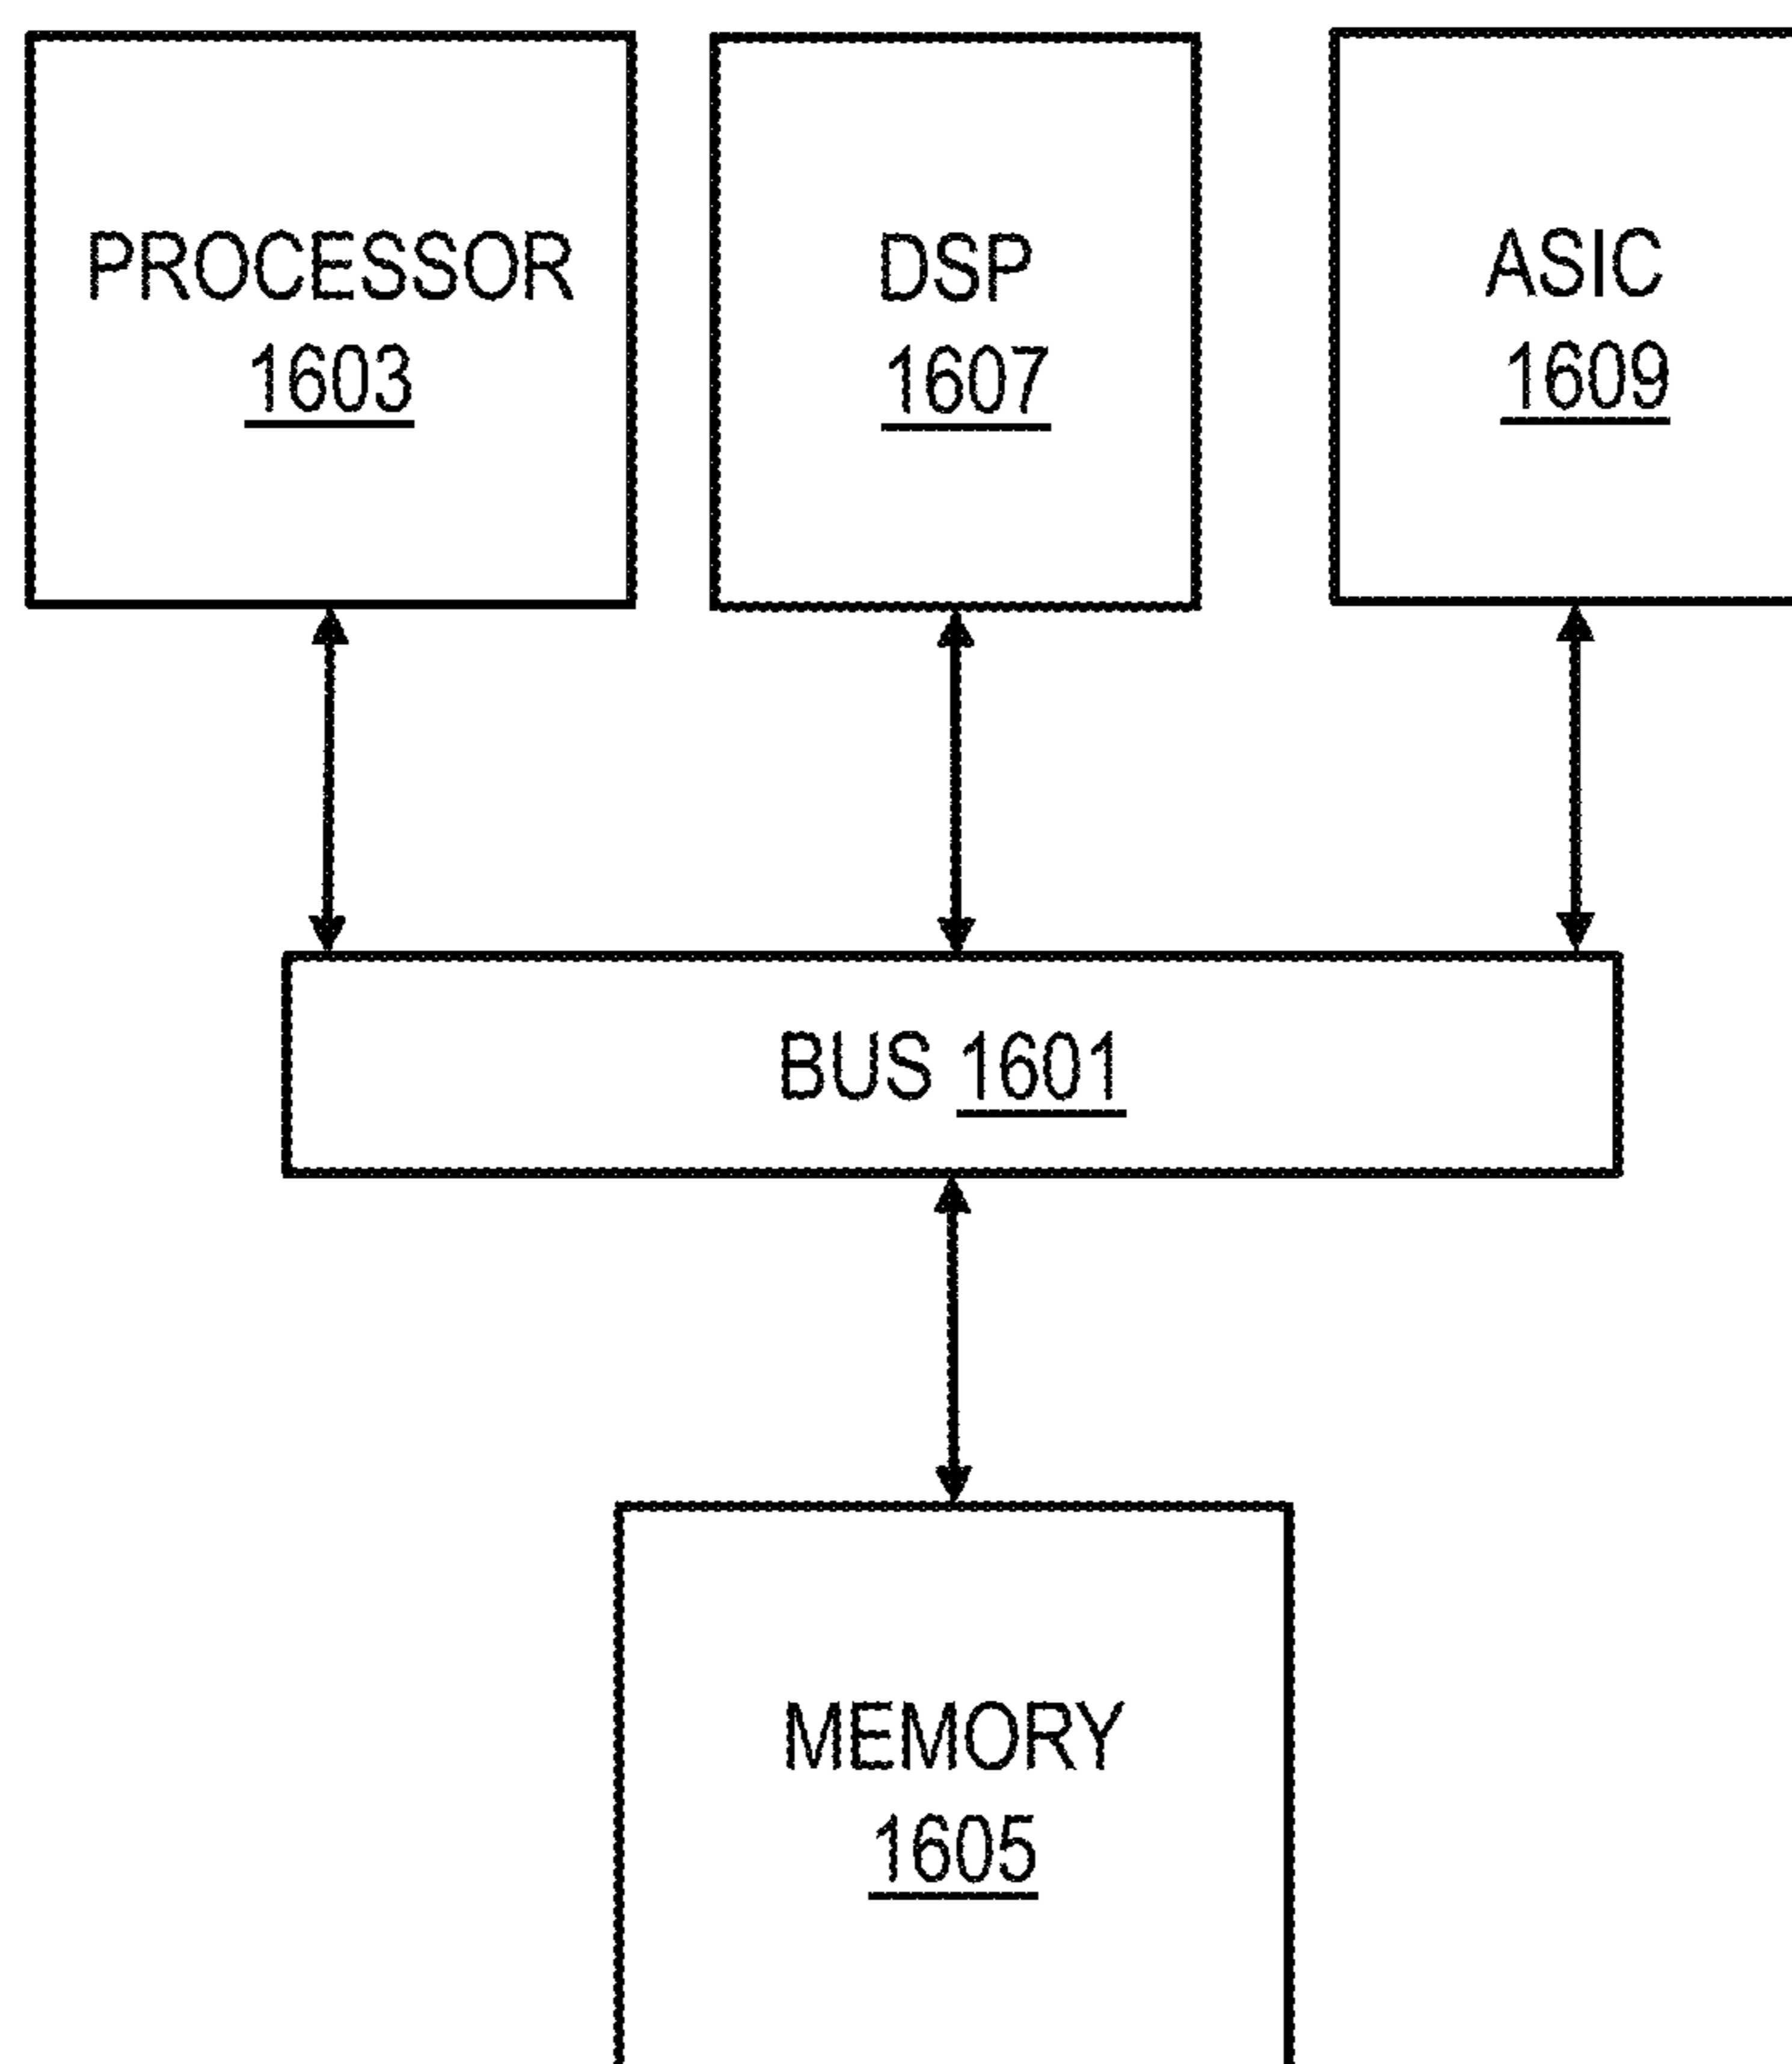 PROCESSOR
1603
DSP
1607
ASIC
1609
BUS 1601
MEMORY
1605